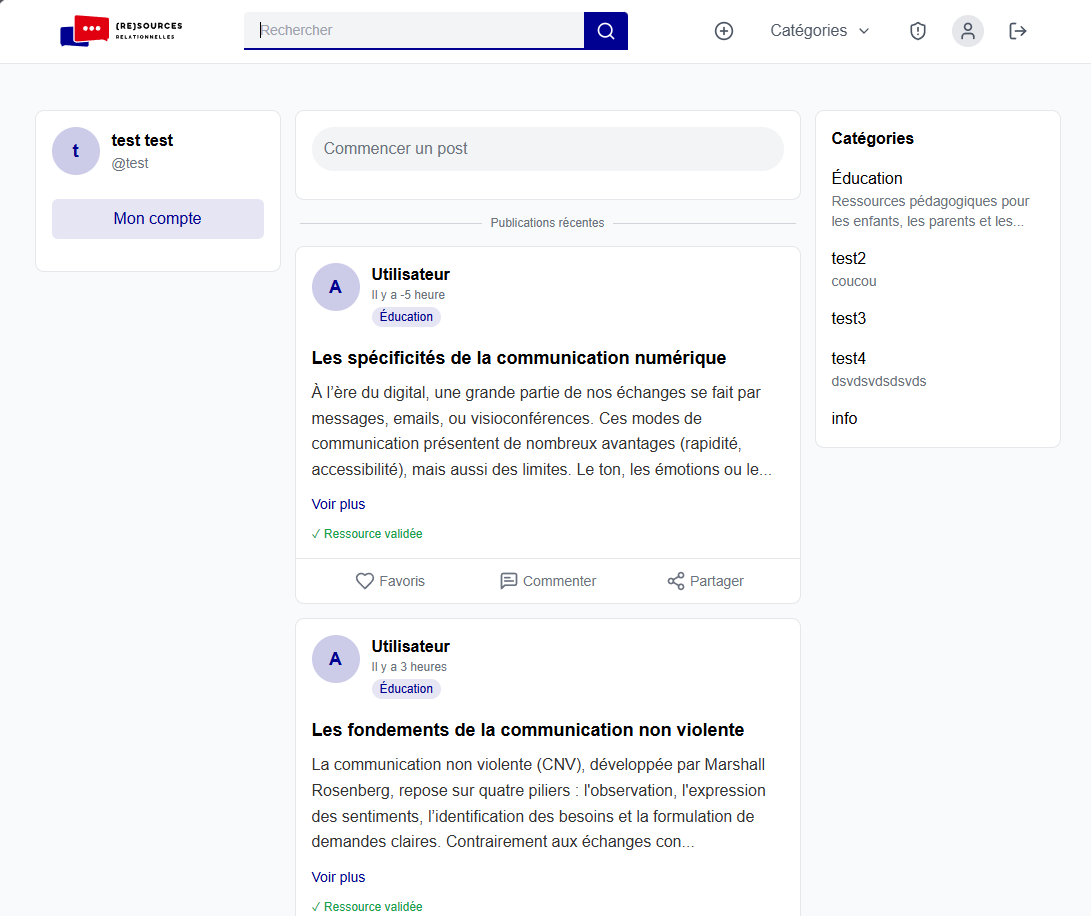 (RE)SOURCES
RELATIONNELLES
Rechercher
Catégories
t
test test
@test
Mon compte
Commencer un post
Publications récentes
A
Utilisateur
Il y a -5 heure
Éducation
Les spécificités de la communication numérique
À l’ère du digital, une grande partie de nos échanges se fait par
messages, emails, ou visioconférences. Ces modes de
communication présentent de nombreux avantages (rapidité,
accessibilité), mais aussi des limites. Le ton, les émotions ou le...
Voir plus
✓ Ressource validée
Favoris
Commenter
Partager
A
Utilisateur
Il y a 3 heures
Éducation
Les fondements de la communication non violente
La communication non violente (CNV), développée par Marshall
Rosenberg, repose sur quatre piliers : l'observation, l'expression
des sentiments, l’identification des besoins et la formulation de
demandes claires. Contrairement aux échanges con...
Voir plus
✓ Ressource validée
Catégories
Éducation
Ressources pédagogiques pour
les enfants, les parents et les...
test2
coucou
test3
test4
dsvdsvdsdsvds
info